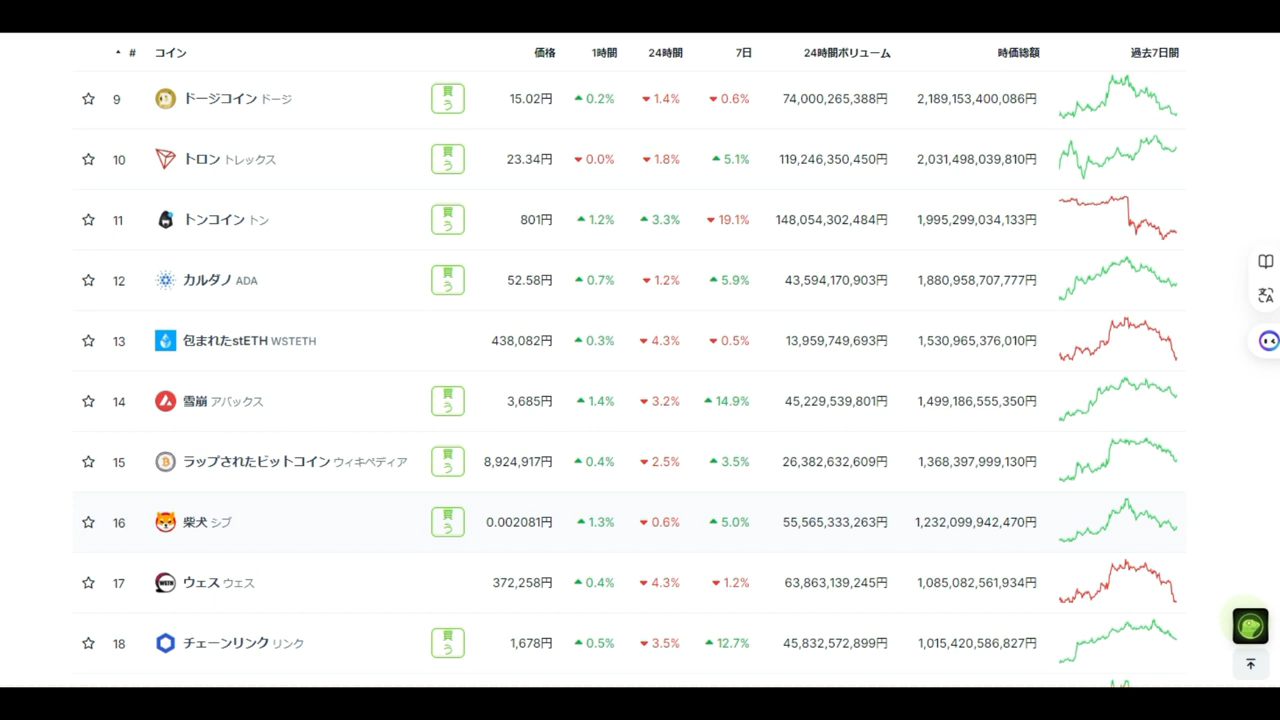 # コイン 価格 1時間 24時間 7日 24時間ボリューム 時価総額 過去7日間
9 ドージコイン ドージ 買う 15.02円 0.2% 1.4% 0.6% 74,000,265,388円 2,189,153,400,086円
10 トロン トレックス 買う 23.34円 0.0% 1.8% 5.1% 119,246,350,450円 2,031,498,039,810円
11 トンコイン トン 買う 801円 1.2% 3.3% 19.1% 148,054,302,484円 1,995,299,034,133円
12 カルダノ ADA 買う 52.58円 0.7% 1.2% 5.9% 43,594,170,903円 1,880,958,707,777円
13 包まれたstETH WSTETH 438,082円 0.3% 4.3% 0.5% 13,959,749,693円 1,530,965,376,010円
14 雪崩 アバックス 買う 3,685円 1.4% 3.2% 14.9% 45,229,539,801円 1,499,186,555,350円
15 ラップされたビットコイン ウィキペディア 買う 8,924,917円 0.4% 2.5% 3.5% 26,382,632,609円 1,368,397,999,130円
16 柴犬 シブ 買う 0.002081円 1.3% 0.6% 5.0% 55,565,333,263円 1,232,099,942,470円
17 WETH ウェス ウェス 372,258円 0.4% 4.3% 1.2% 63,863,139,245円 1,085,082,561,934円
18 チェーンリンク リンク 買う 1,678円 0.5% 3.5% 12.7% 45,832,572,899円 1,015,420,586,827円